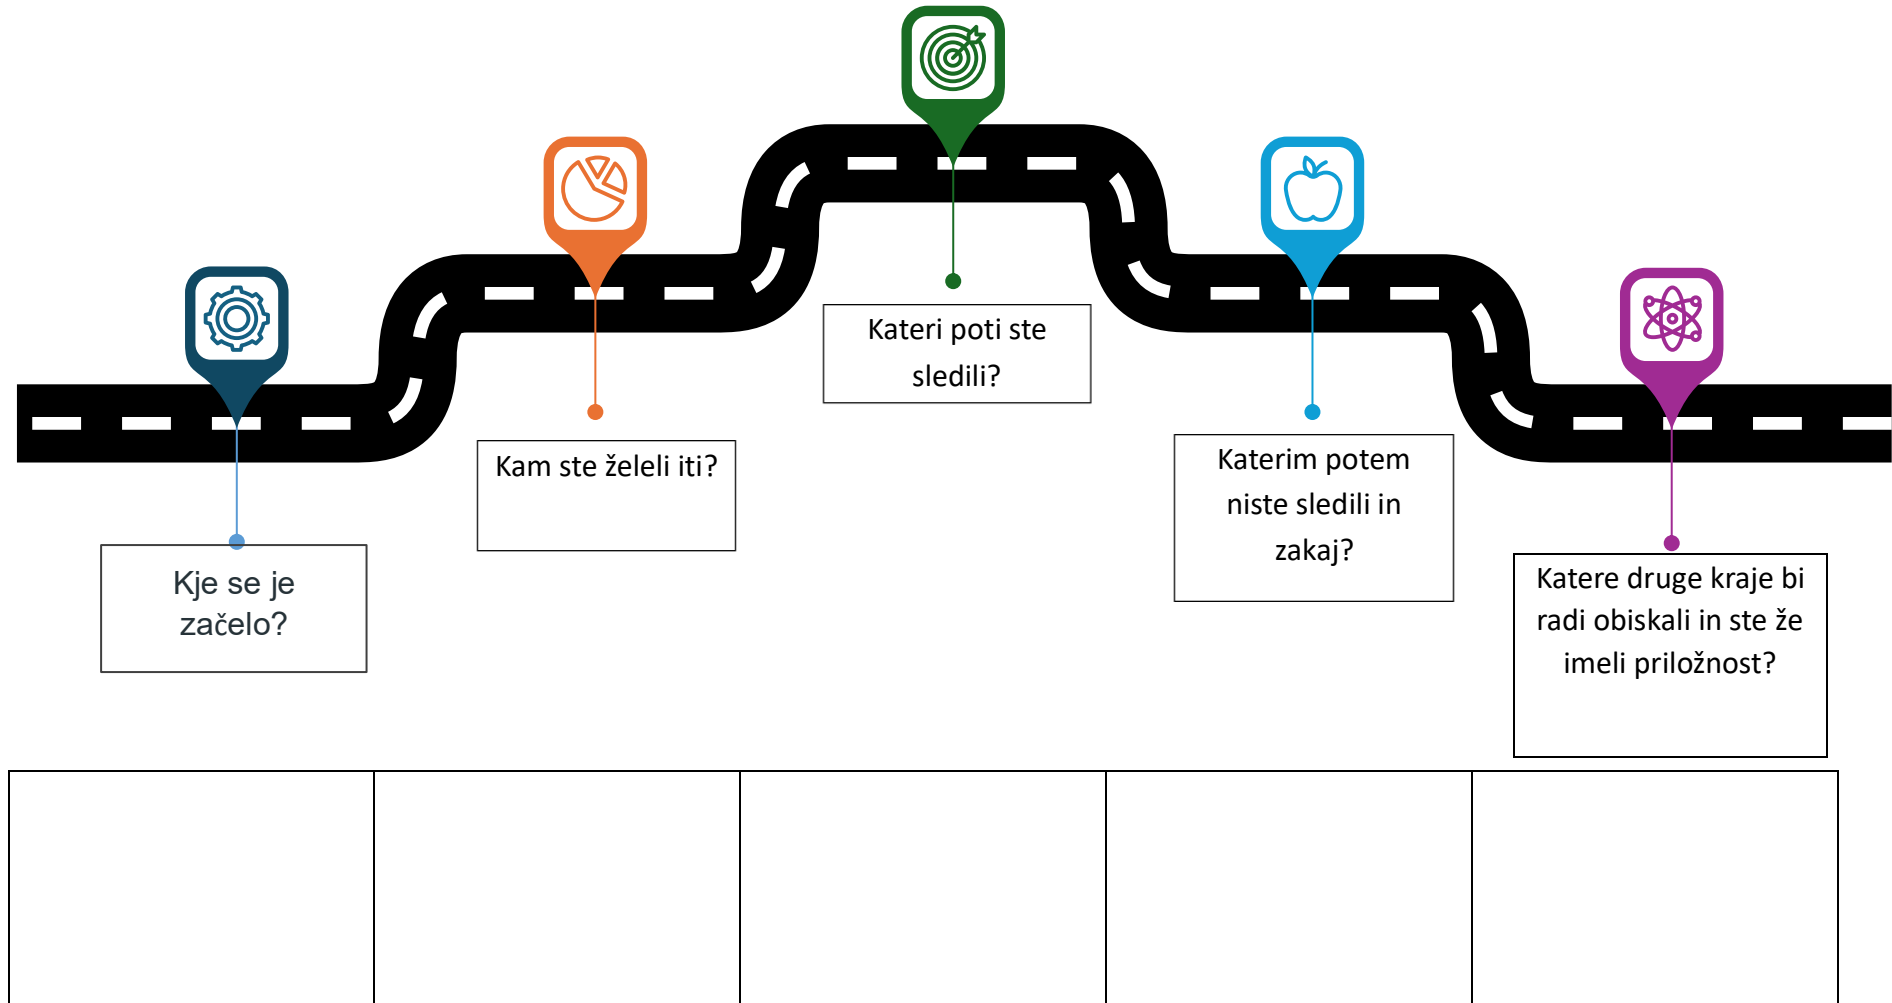 Kje se je
začelo?
Kam ste želeli iti?
Kateri poti ste
sledili?
Katerim potem
niste sledili in
zakaj?
Katere druge kraje bi
radi obiskali in ste že
imeli priložnost?